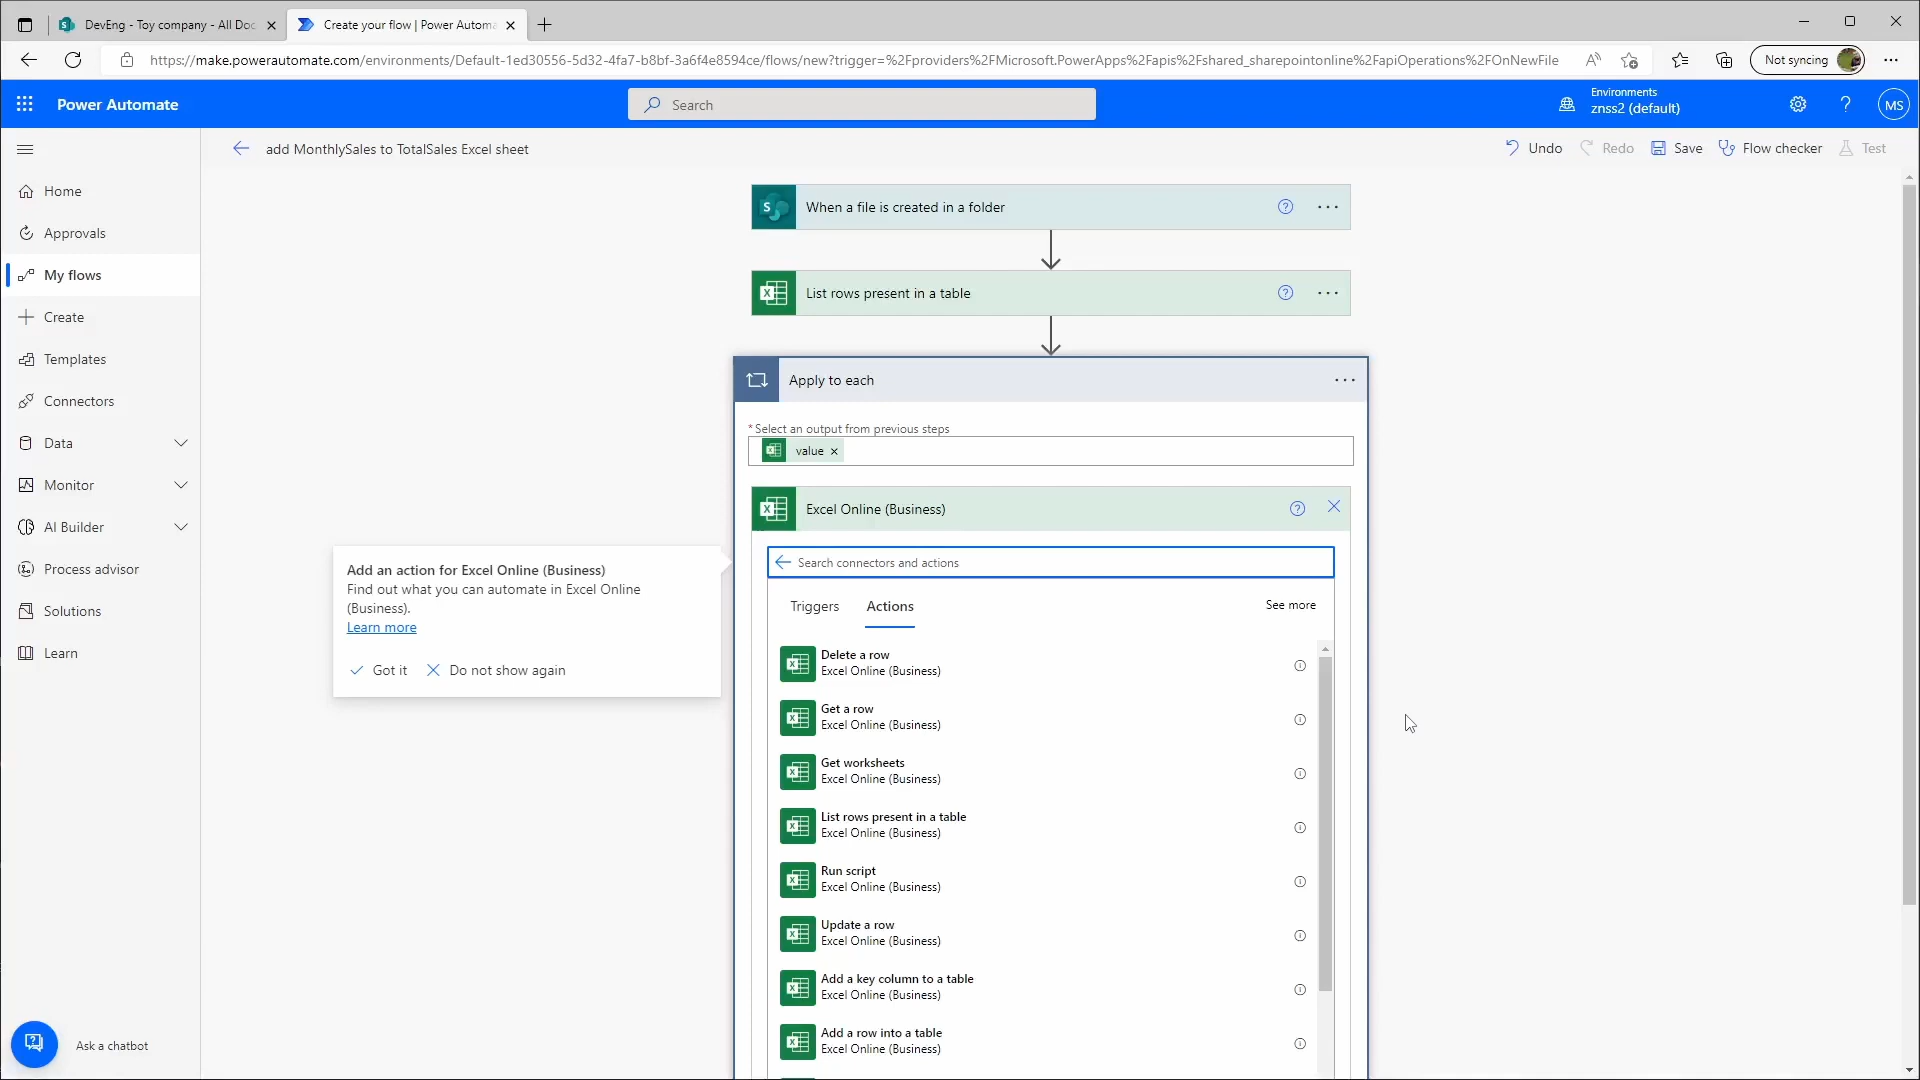 DevEng - Toy company - All Doc
Create your flow | Power Automa
https://make.powerautomate.com/environments/Default-1ed30556-5d32-4fa7-b8bf-3a6f4e8594ce/flows/new?trigger=%2Fproviders%2FMicrosoft.PowerApps%2Fapis%2Fshared_sharepointonline%2FapiOperations%2FOnNewFile
Not syncing
Power Automate
Search
Environments
znss2 (default)
MS
add MonthlySales to TotalSales Excel sheet
Undo
Redo
Save
Flow checker
Test
Home
Approvals
My flows
Create
Templates
Connectors
Data
Monitor
AI Builder
Process advisor
Solutions
Learn
Ask a chatbot
When a file is created in a folder
List rows present in a table
Apply to each
* Select an output from previous steps
value
Excel Online (Business)
Search connectors and actions
Triggers
Actions
See more
Delete a row
Excel Online (Business)
Get a row
Excel Online (Business)
Get worksheets
Excel Online (Business)
List rows present in a table
Excel Online (Business)
Run script
Excel Online (Business)
Update a row
Excel Online (Business)
Add a key column to a table
Excel Online (Business)
Add a row into a table
Excel Online (Business)
Add an action for Excel Online (Business)
Find out what you can automate in Excel Online
(Business).
Learn more
Got it
Do not show again